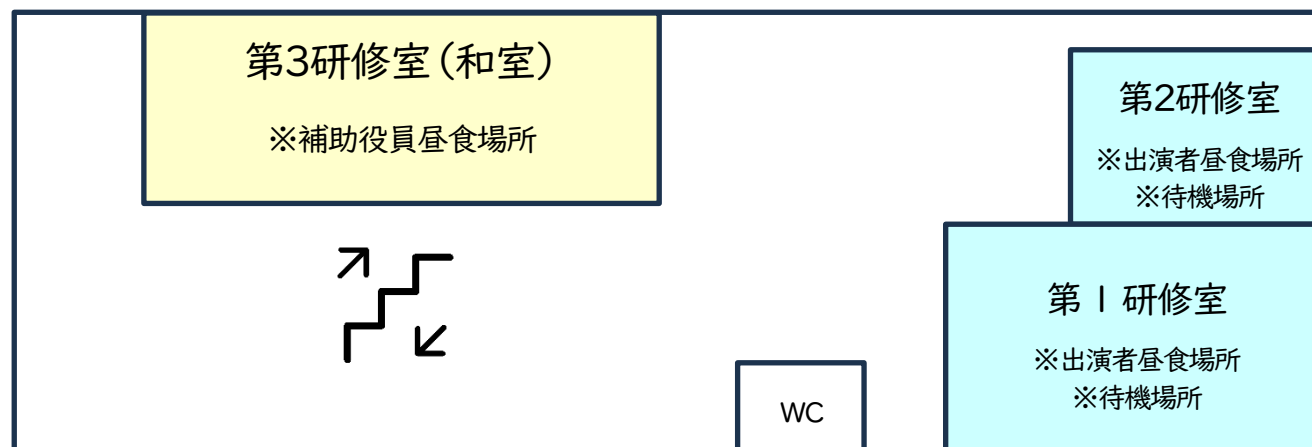 第3研修室(和室)
※補助役員昼食場所
第2研修室
※出演者昼食場所
※待機場所
第1研修室
※出演者昼食場所
※待機場所
WC